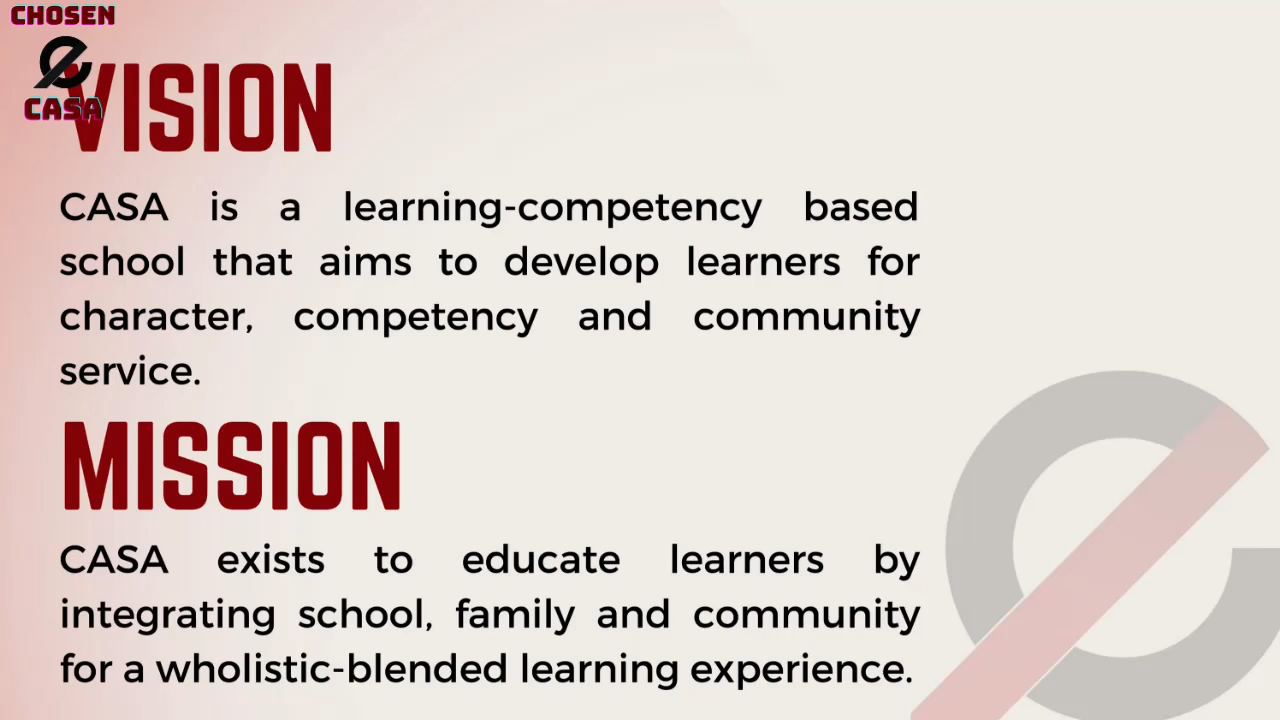 CHOSEN
CASA
VISION
CASA is a learning-competency based
school that aims to develop learners for
character, competency and community
service.
MISSION
CASA exists to educate learners by
integrating school, family and community
for a wholistic-blended learning experience.